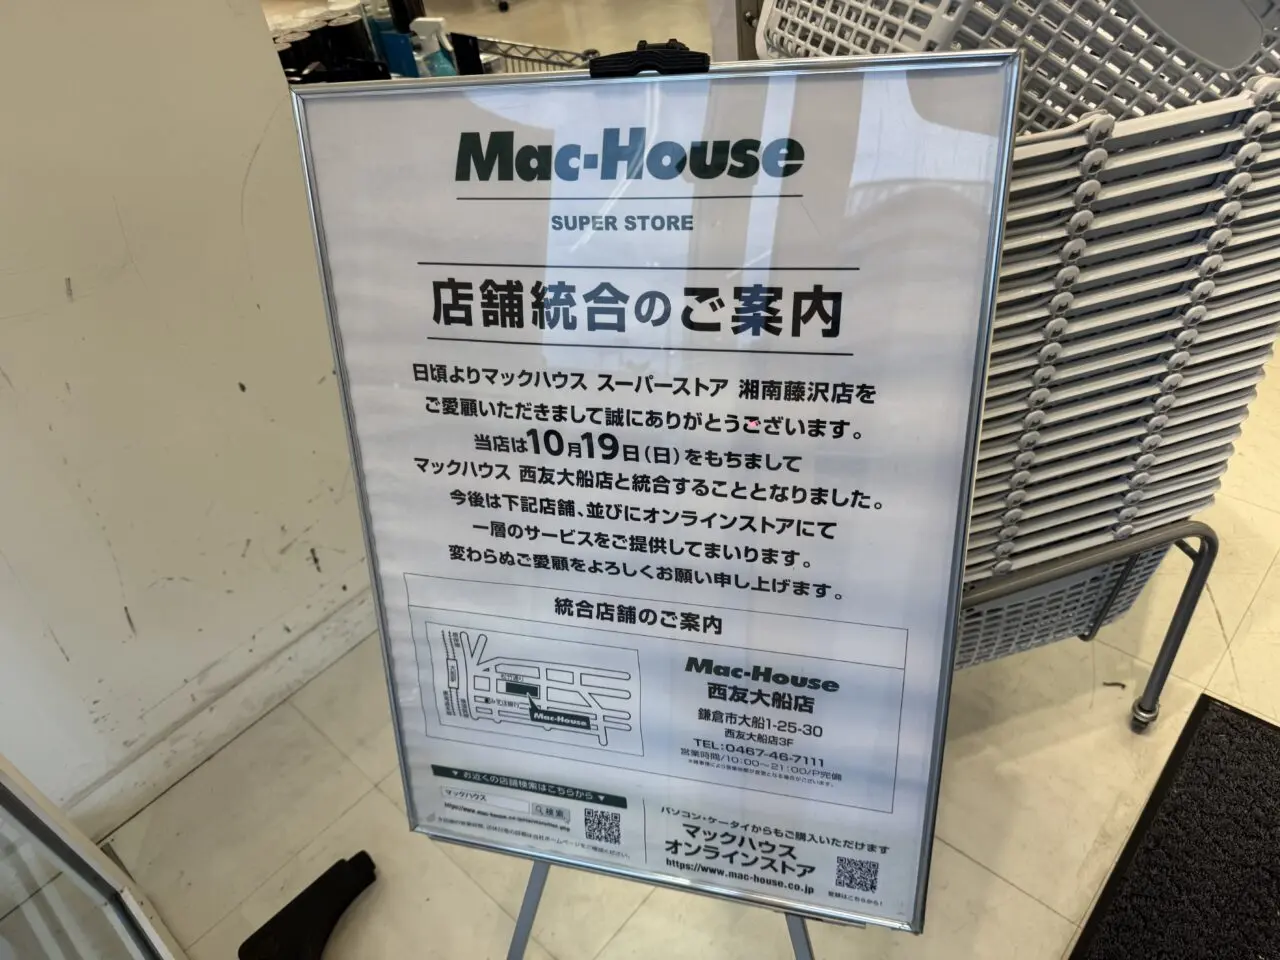 Mac-House
SUPER STORE
店舗統合のご案内
日頃よりマックハウス スーパーストア 湘南藤沢店を
ご愛顧いただきまして誠にありがとうございます。
当店は10月19日(日)をもちまして
マックハウス 西友大船店と統合することとなりました。
今後は下記店舗、並びにオンラインストアにて
一層のサービスをご提供してまいります。
変わらぬご愛顧をよろしくお願い申し上げます。
統合店舗のご案内
Mac-House
Mac-House
西友大船店
鎌倉市大船1-25-30
西友大船店3F
TEL:0467-46-7111
営業時間/10:00〜21:00/P完備
▼ お近くの店舗検索はこちらから ▼
マックハウス
検索
パソコン・ケータイからもご購入いただけます
マックハウス
オンラインストア
https://www.mac-house.co.jp
登録はこちらから!